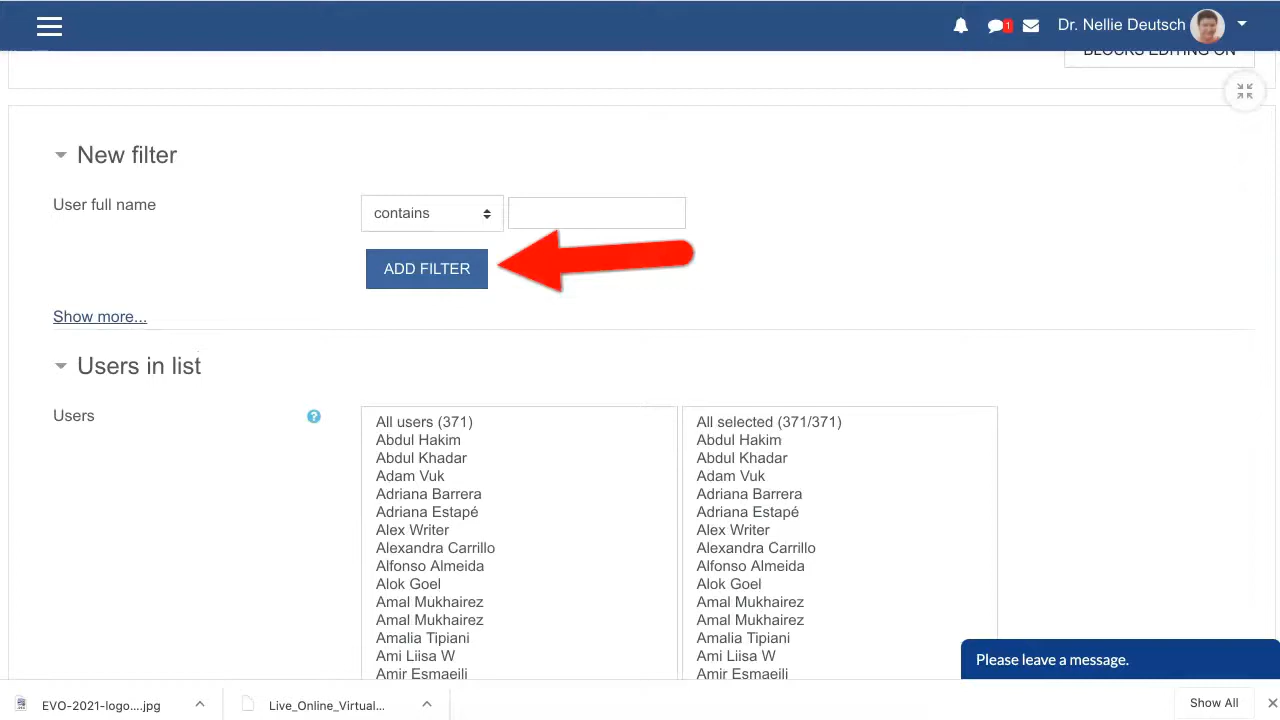 1
Dr. Nellie Deutsch
BLOCKS EDITING ON
New filter
User full name
contains
ADD FILTER
Show more...
Users in list
Users
?
All users (371)
Abdul Hakim
Abdul Khadar
Adam Vuk
Adriana Barrera
Adriana Estapé
Alex Writer
Alexandra Carrillo
Alfonso Almeida
Alok Goel
Amal Mukhairez
Amal Mukhairez
Amalia Tipiani
Ami Liisa W
Amir Esmaeili
All selected (371/371)
Abdul Hakim
Abdul Khadar
Adam Vuk
Adriana Barrera
Adriana Estapé
Alex Writer
Alexandra Carrillo
Alfonso Almeida
Alok Goel
Amal Mukhairez
Amal Mukhairez
Amalia Tipiani
Ami Liisa W
Amir Esmaeili
Please leave a message.
EVO-2021-logo....jpg
Live_Online_Virtual...
Show All